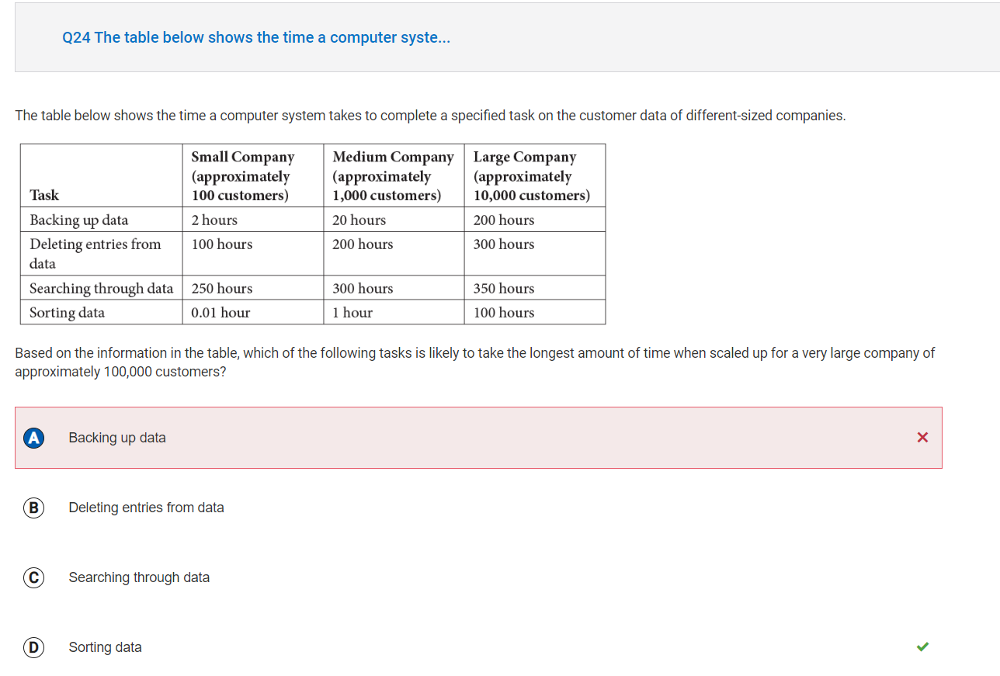 Q24 The table below shows the time a computer syste...
The table below shows the time a computer system takes to complete a specified task on the customer data of different-sized companies.
Task
Small Company
(approximately
100 customers)
Medium Company
(approximately
1,000 customers)
Large Company
(approximately
10,000 customers)
Backing up data 2 hours 20 hours 200 hours
Deleting entries from 100 hours 200 hours 300 hours
data
Searching through data 250 hours 300 hours 350 hours
Sorting data 0.01 hour 1 hour 100 hours
Based on the information in the table, which of the following tasks is likely to take the longest amount of time when scaled up for a very large company of
approximately 100,000 customers?
A Backing up data
B Deleting entries from data
C Searching through data
D Sorting data